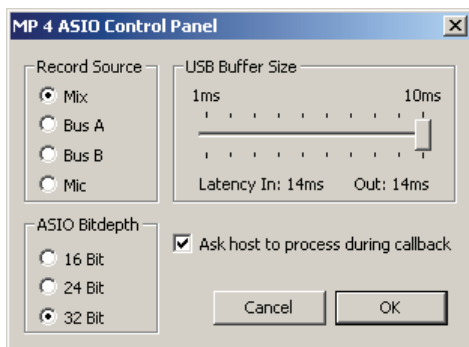 MP 4 ASIO Control Panel
Record Source
Mix
Bus A
Bus B
Mic
USB Buffer Size
1ms 10ms
Latency In: 14ms Out: 14ms
ASIO Bitdepth
16 Bit
24 Bit
32 Bit
Ask host to process during callback
Cancel OK